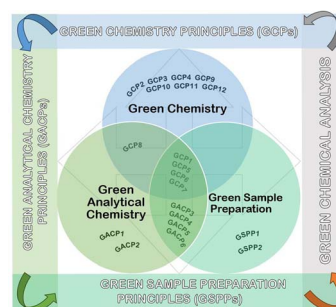 GREEN CHEMISTRY PRINCIPLES (GCPs)
GREEN ANALYTICAL CHEMISTRY
PRINCIPLES (GACPs)
GREEN CHEMICAL ANALYSIS
GCP2 GCP3 GCP4 GCP9
GCP10 GCP11 GCP12
Green Chemistry
GCP8
GCP1
GCP5
GCP6
GCP7
Green
Analytical
Chemistry
Green Sample
Preparation
GACP3
GACP4
GACP5
GACP6
GACP1
GACP2
GSPP1
GSPP2
GREEN SAMPLE PREPARATION
PRINCIPLES (GSPPs)